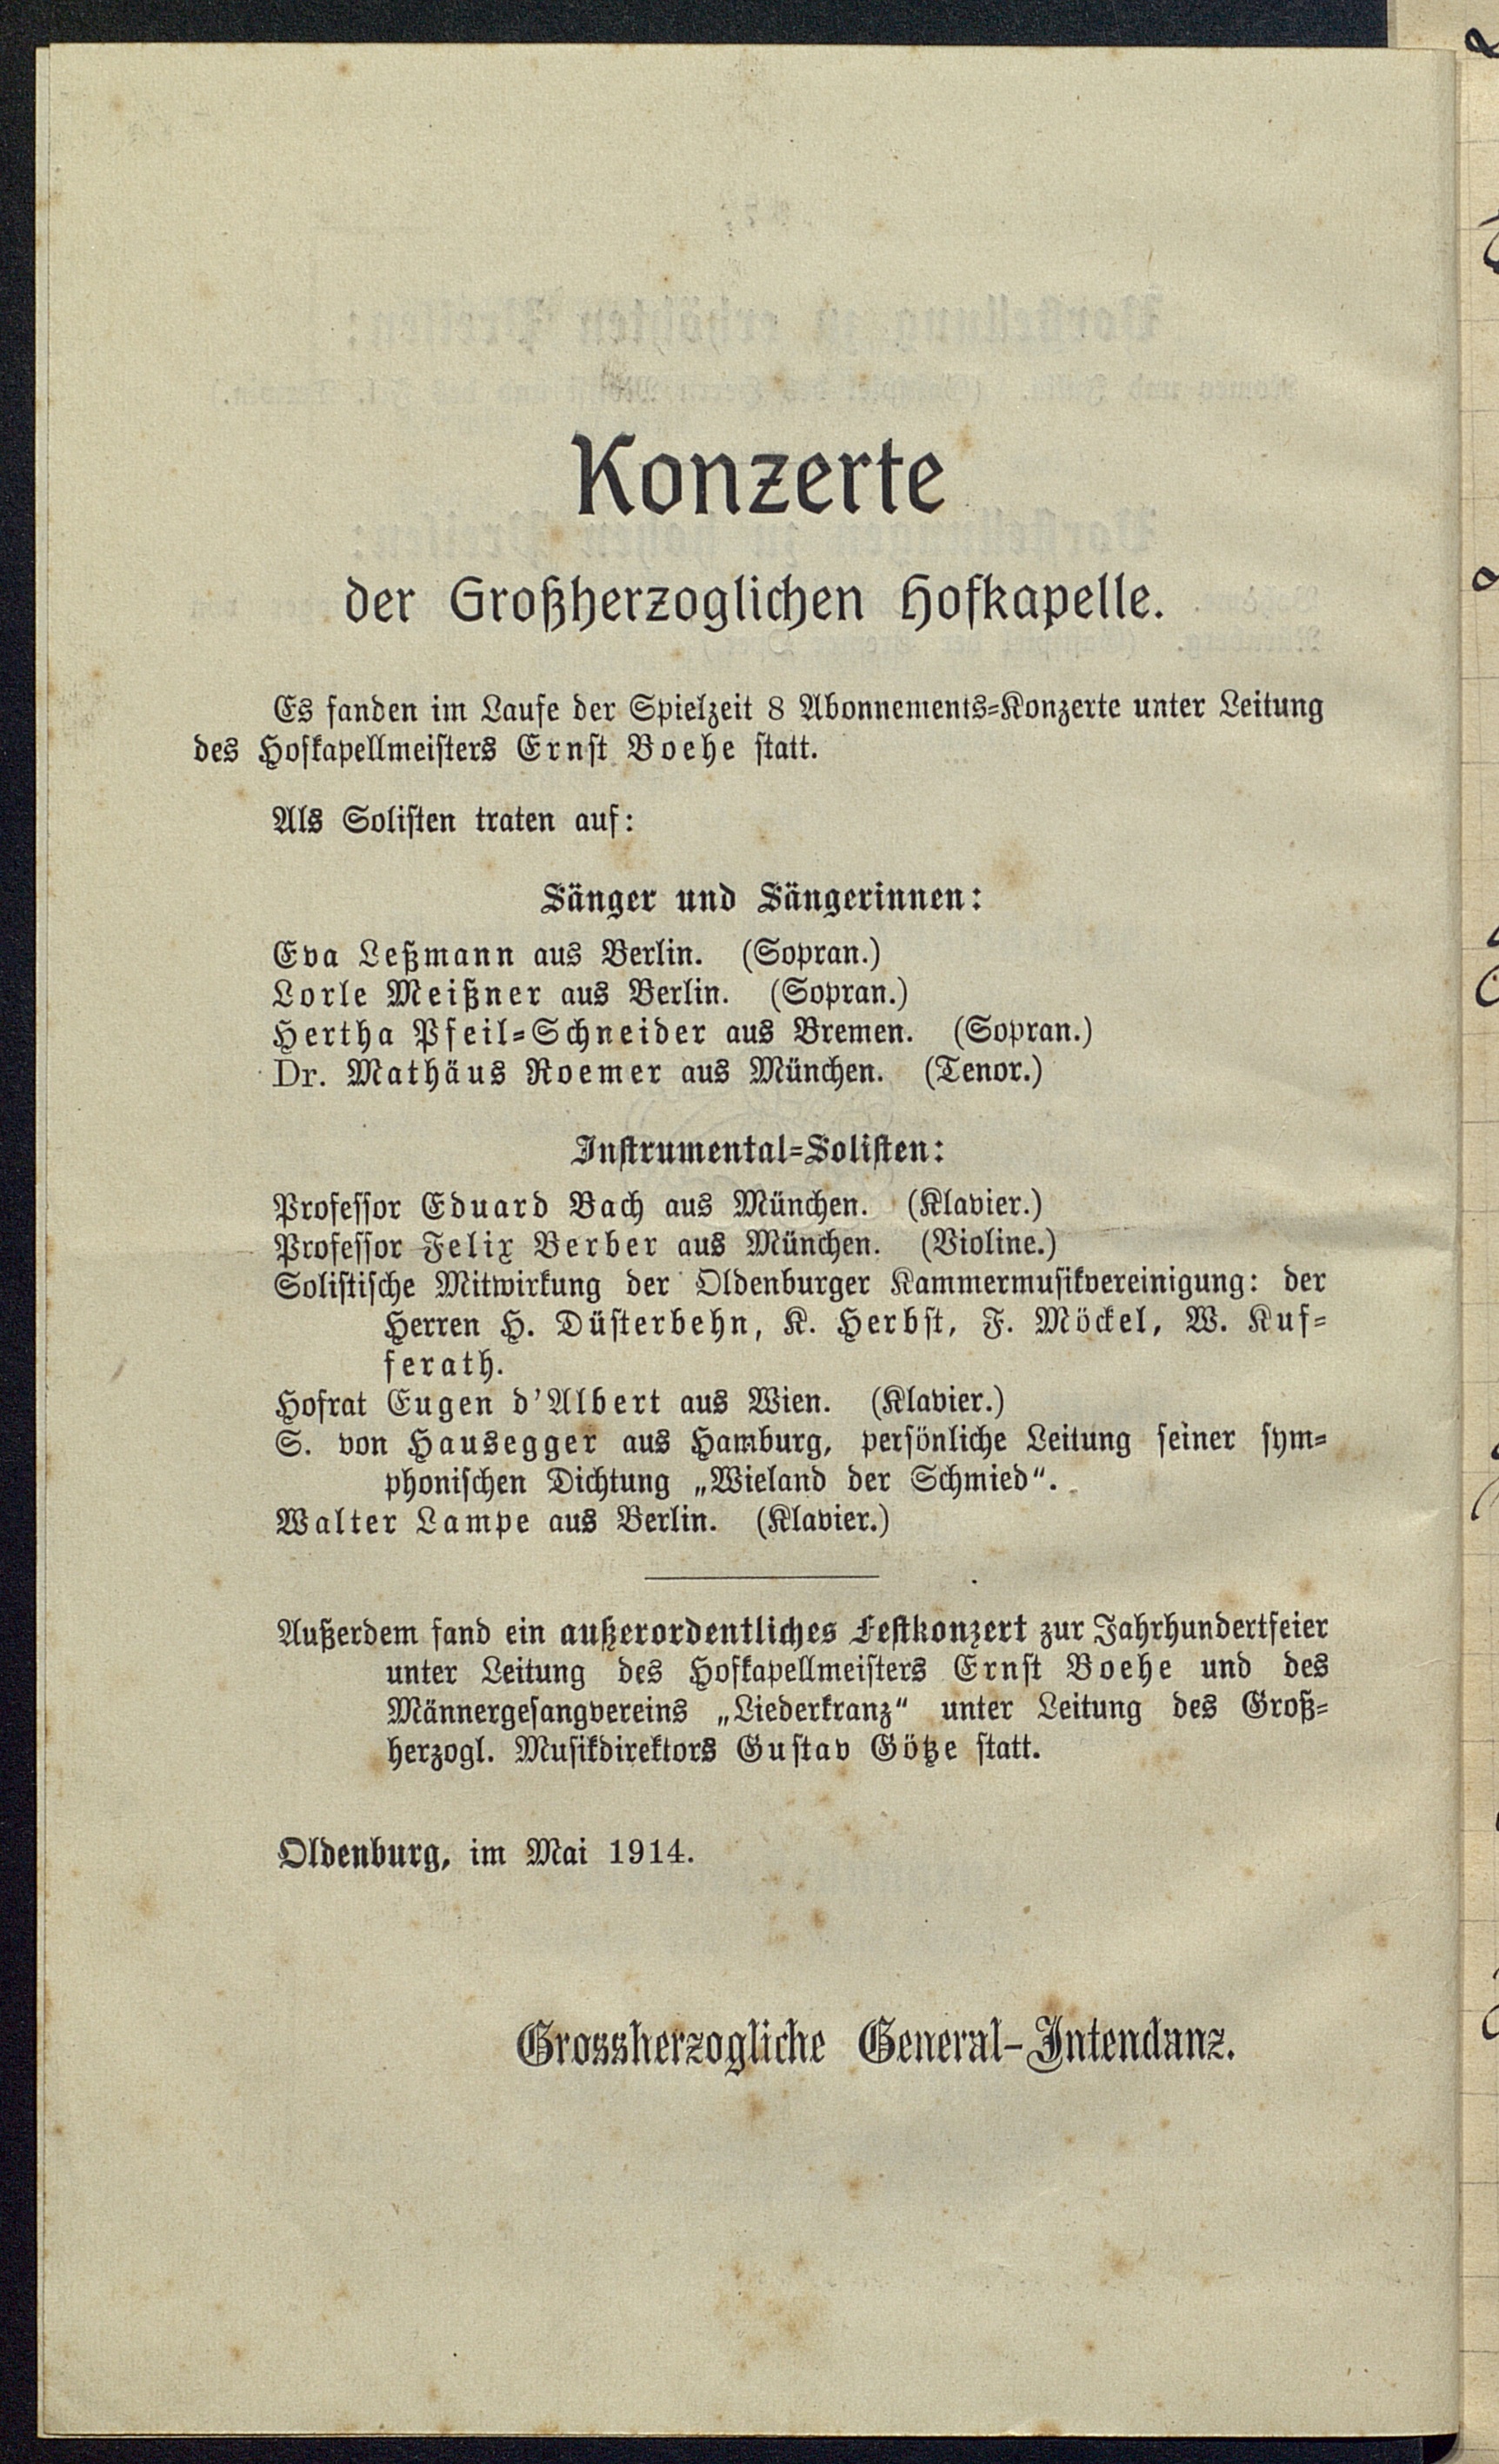 Konzerte
der Großherzoglichen Hofkapelle.
Es fanden im Laufe der Spielzeit 8 Abonnements-Konzerte unter Leitung
des Hofkapellmeisters Ernst Boehe statt.
Als Solisten traten auf:
Sänger und Sängerinnen:
Eva Leßmann aus Berlin. (Sopran.)
Lorle Meißner aus Berlin. (Sopran.)
Hertha Pfeil-Schneider aus Bremen. (Sopran.)
Dr. Mathäus Roemer aus München. (Tenor.)
Instrumental-Solisten:
Professor Eduard Bach aus München. (Klavier.)
Professor Felix Berber aus München. (Violine.)
Solistische Mitwirkung der Oldenburger Kammermusikvereinigung: der
Herren H. Düsterbehn, K. Herbst, F. Möckel, W. Kuf-
ferath.
Hofrat Eugen d'Albert aus Wien. (Klavier.)
S. von Hausegger aus Hamburg, persönliche Leitung seiner sym-
phonischen Dichtung „Wieland der Schmied“.
Walter Lampe aus Berlin. (Klavier.)
Außerdem fand ein außerordentliches Festkonzert zur Jahrhundertfeier
unter Leitung des Hofkapellmeisters Ernst Boehe und des
Männergesangvereins „Liederkranz“ unter Leitung des Groß-
herzogl. Musikdirektors Gustav Götze statt.
Oldenburg, im Mai 1914.
Grossherzogliche General-Intendanz.